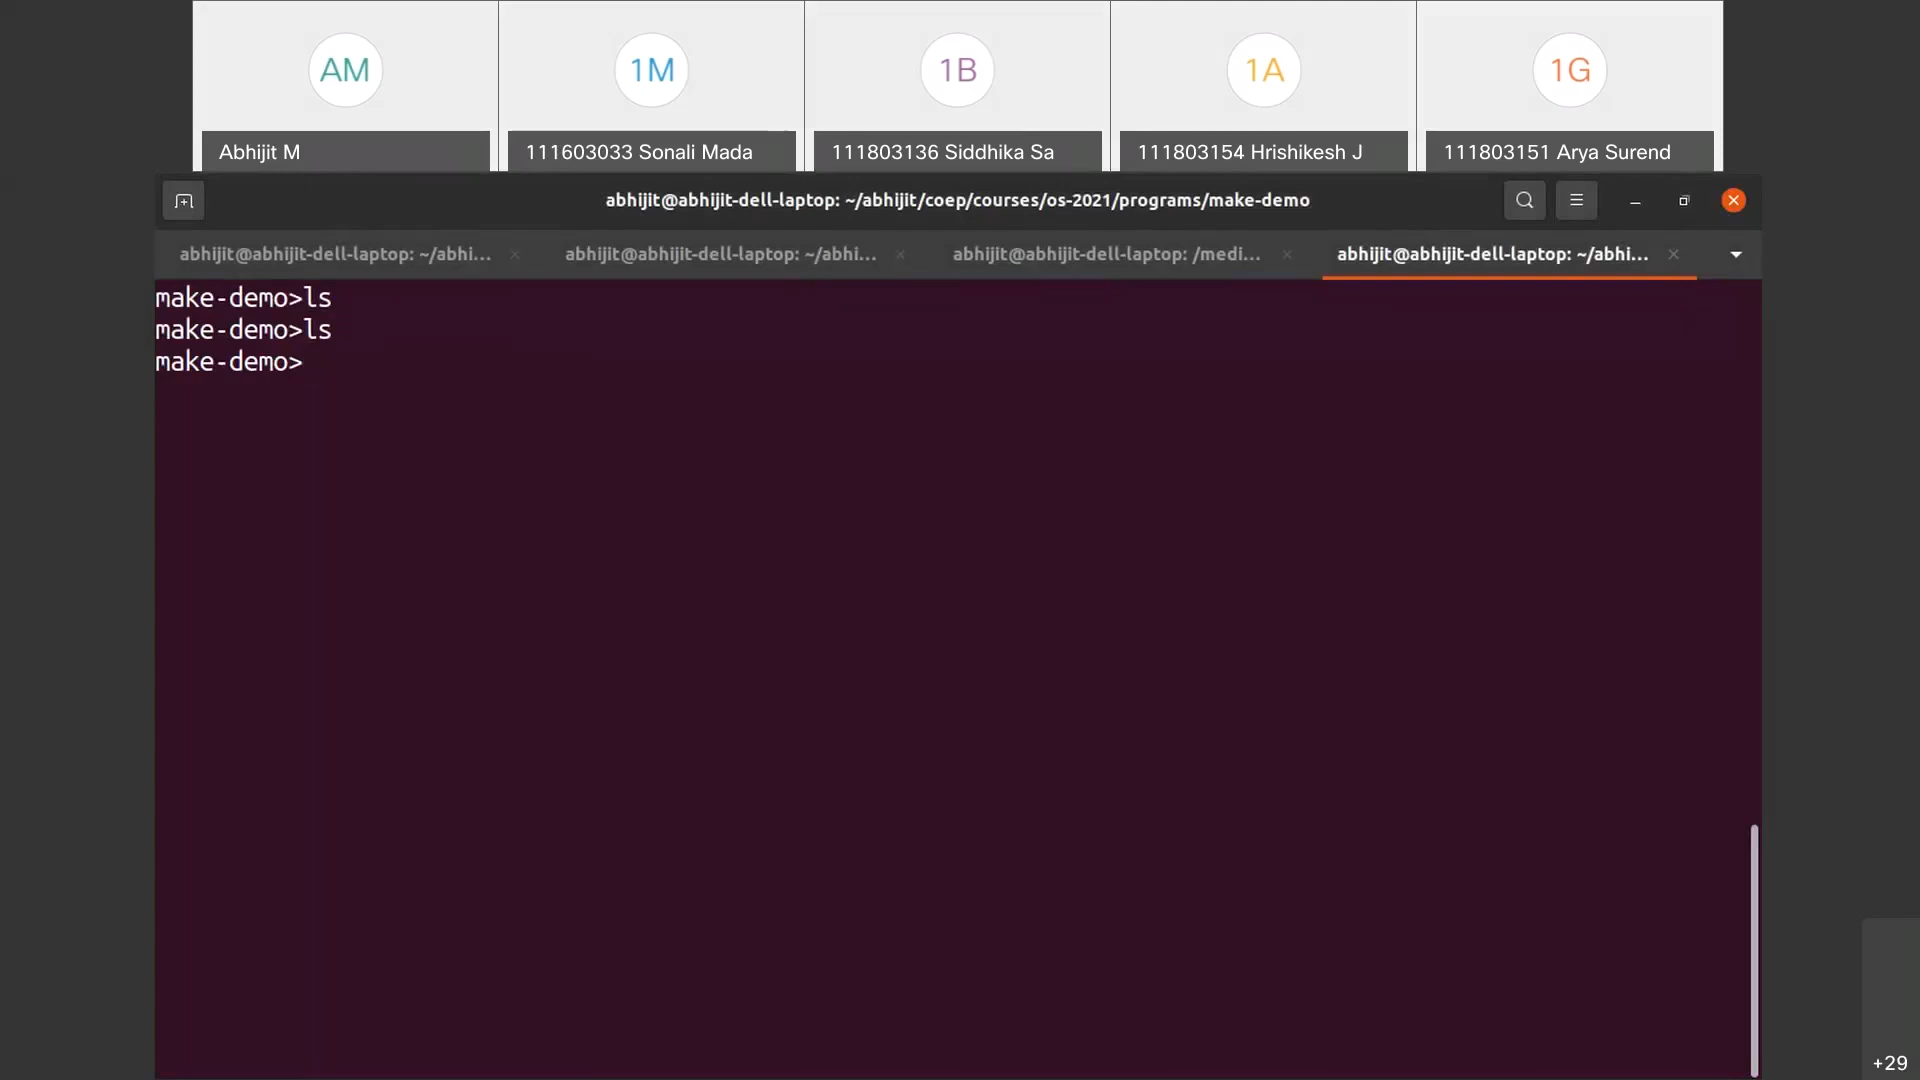 AM
1M
1B
1A
1G
Abhijit M
111603033 Sonali Mada
111803136 Siddhika Sa
111803154 Hrishikesh J
111803151 Arya Surend
abhijit@abhijit-dell-laptop: ~/abhijit/coep/courses/os-2021/programs/make-demo
abhijit@abhijit-dell-laptop: ~/abhi...
abhijit@abhijit-dell-laptop: ~/abhi...
abhijit@abhijit-dell-laptop: /medi...
abhijit@abhijit-dell-laptop: ~/abhi...
make-demo>ls
make-demo>ls
make-demo>
+29